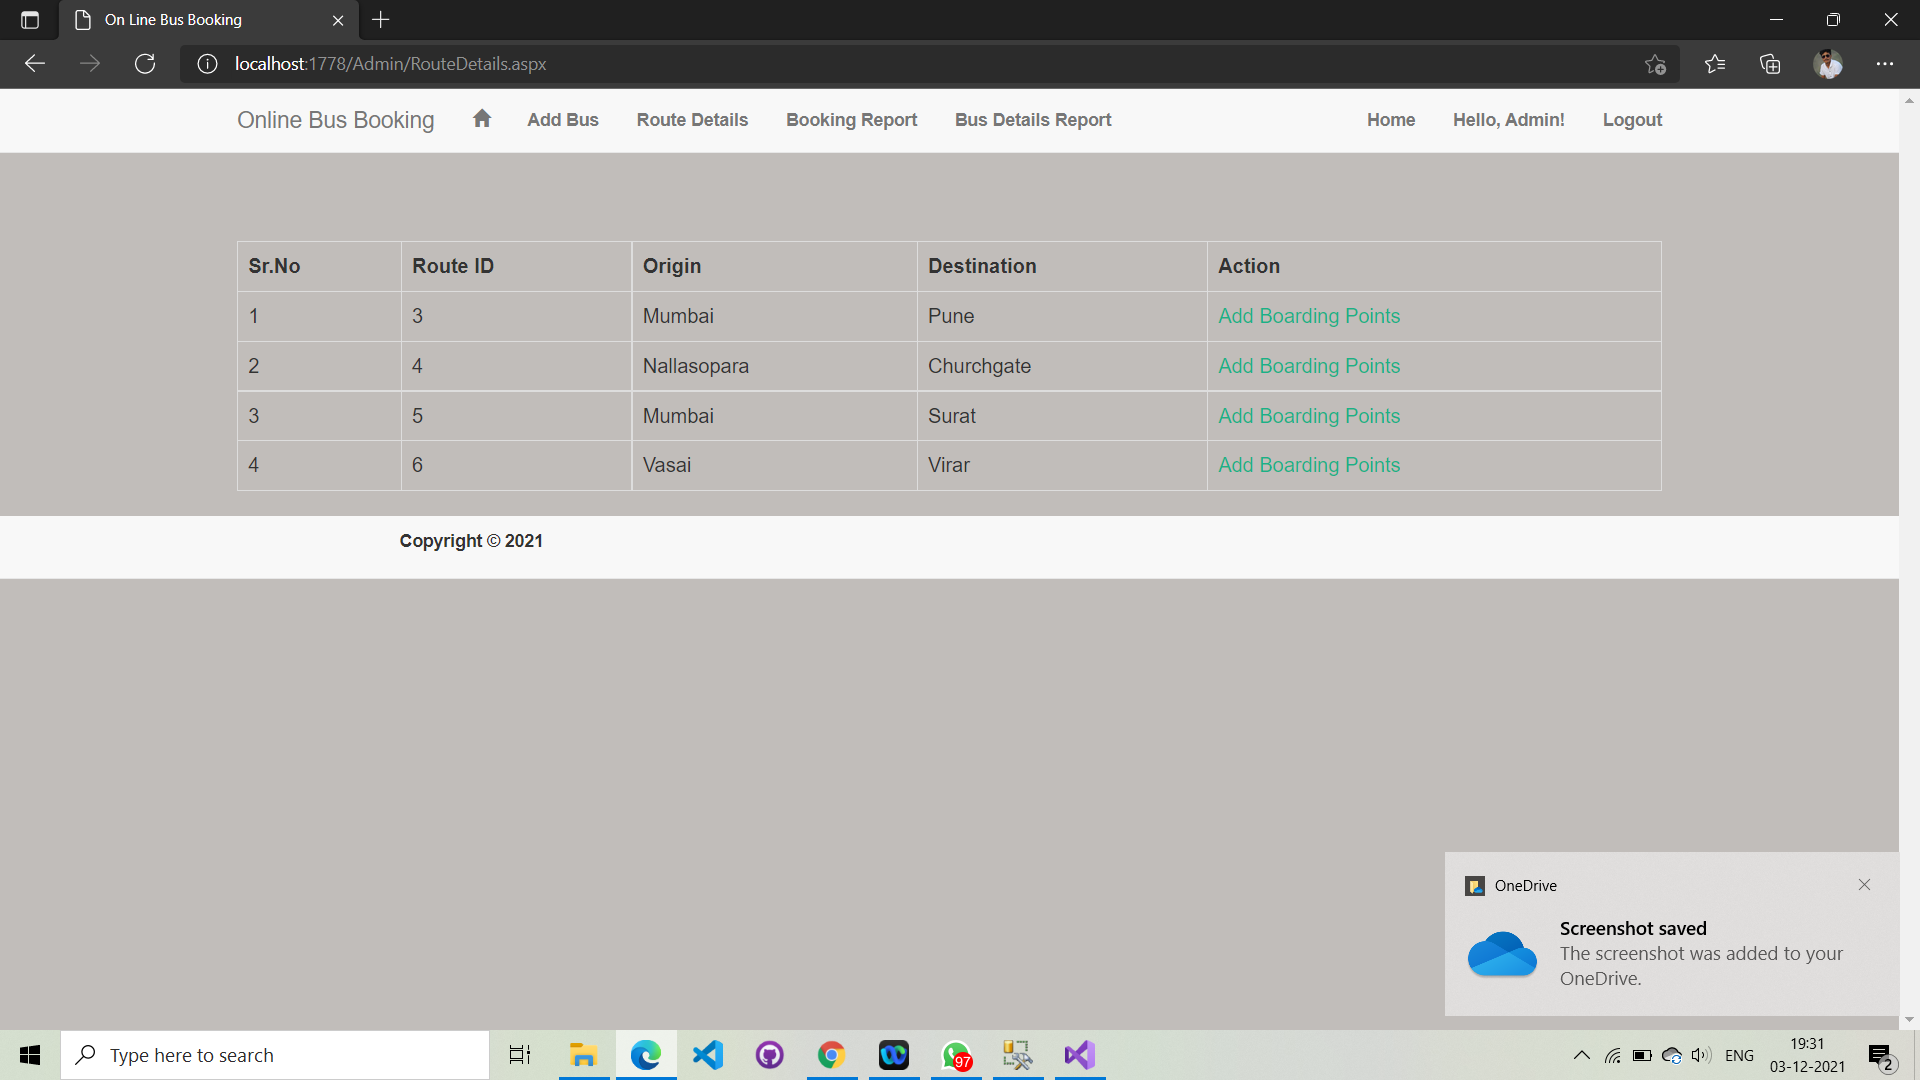 On Line Bus Booking
localhost:1778/Admin/RouteDetails.aspx
Online Bus Booking Add Bus Route Details Booking Report Bus Details Report Home Hello, Admin! Logout
Sr.No Route ID Origin Destination Action
1 3 Mumbai Pune Add Boarding Points
2 4 Nallasopara Churchgate Add Boarding Points
3 5 Mumbai Surat Add Boarding Points
4 6 Vasai Virar Add Boarding Points
Copyright © 2021
OneDrive
Screenshot saved
The screenshot was added to your
OneDrive.
Type here to search
97
ENG
19:31
03-12-2021
2